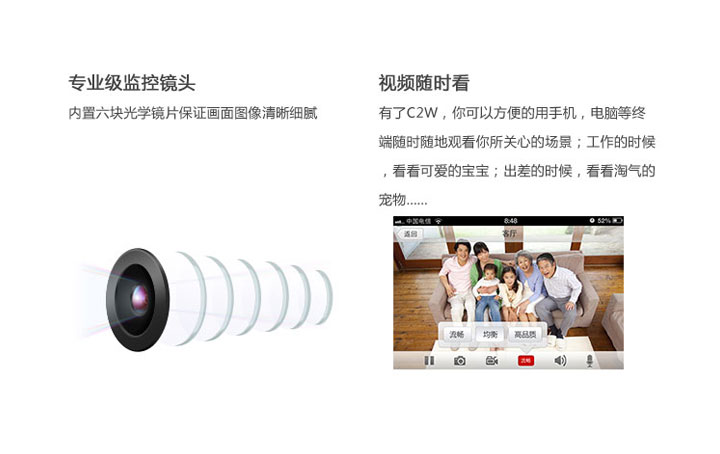 专业级监控镜头
内置六块光学镜片保证画面图像清晰细腻
视频随时看
有了C2W，你可以方便的用手机，电脑等终
端随时随地观看你所关心的场景；工作的时候
，看看可爱的宝宝；出差的时候，看看淘气的
宠物......
中国电信 8:48 52%
返回 客厅
流畅 均衡 高品质
流畅